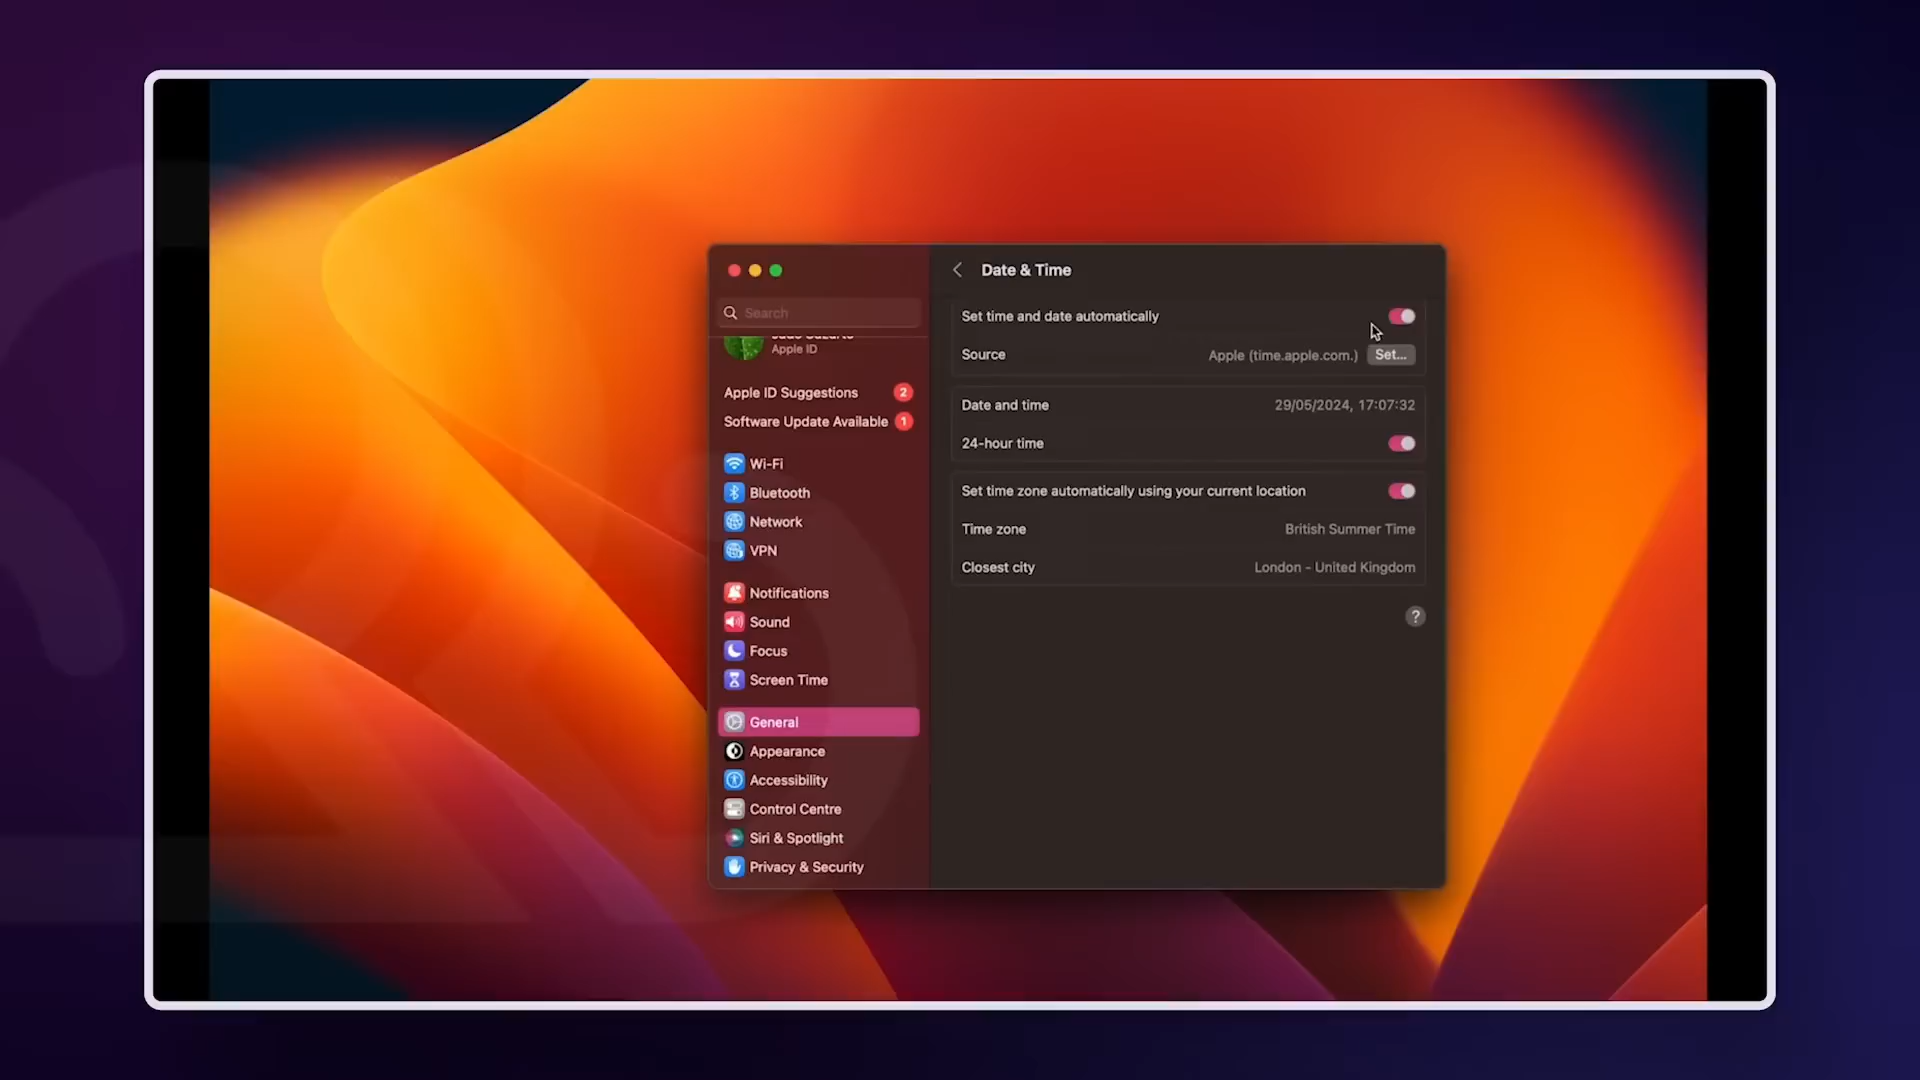 Date & Time
Search
Apple ID
Apple ID Suggestions 2
Software Update Available 1
Wi-Fi
Bluetooth
Network
VPN
Notifications
Sound
Focus
Screen Time
General
Appearance
Accessibility
Control Centre
Siri & Spotlight
Privacy & Security
Set time and date automatically
Source Apple (time.apple.com.) Set...
Date and time 29/05/2024, 17:07:32
24-hour time
Set time zone automatically using your current location
Time zone British Summer Time
Closest city London - United Kingdom
?